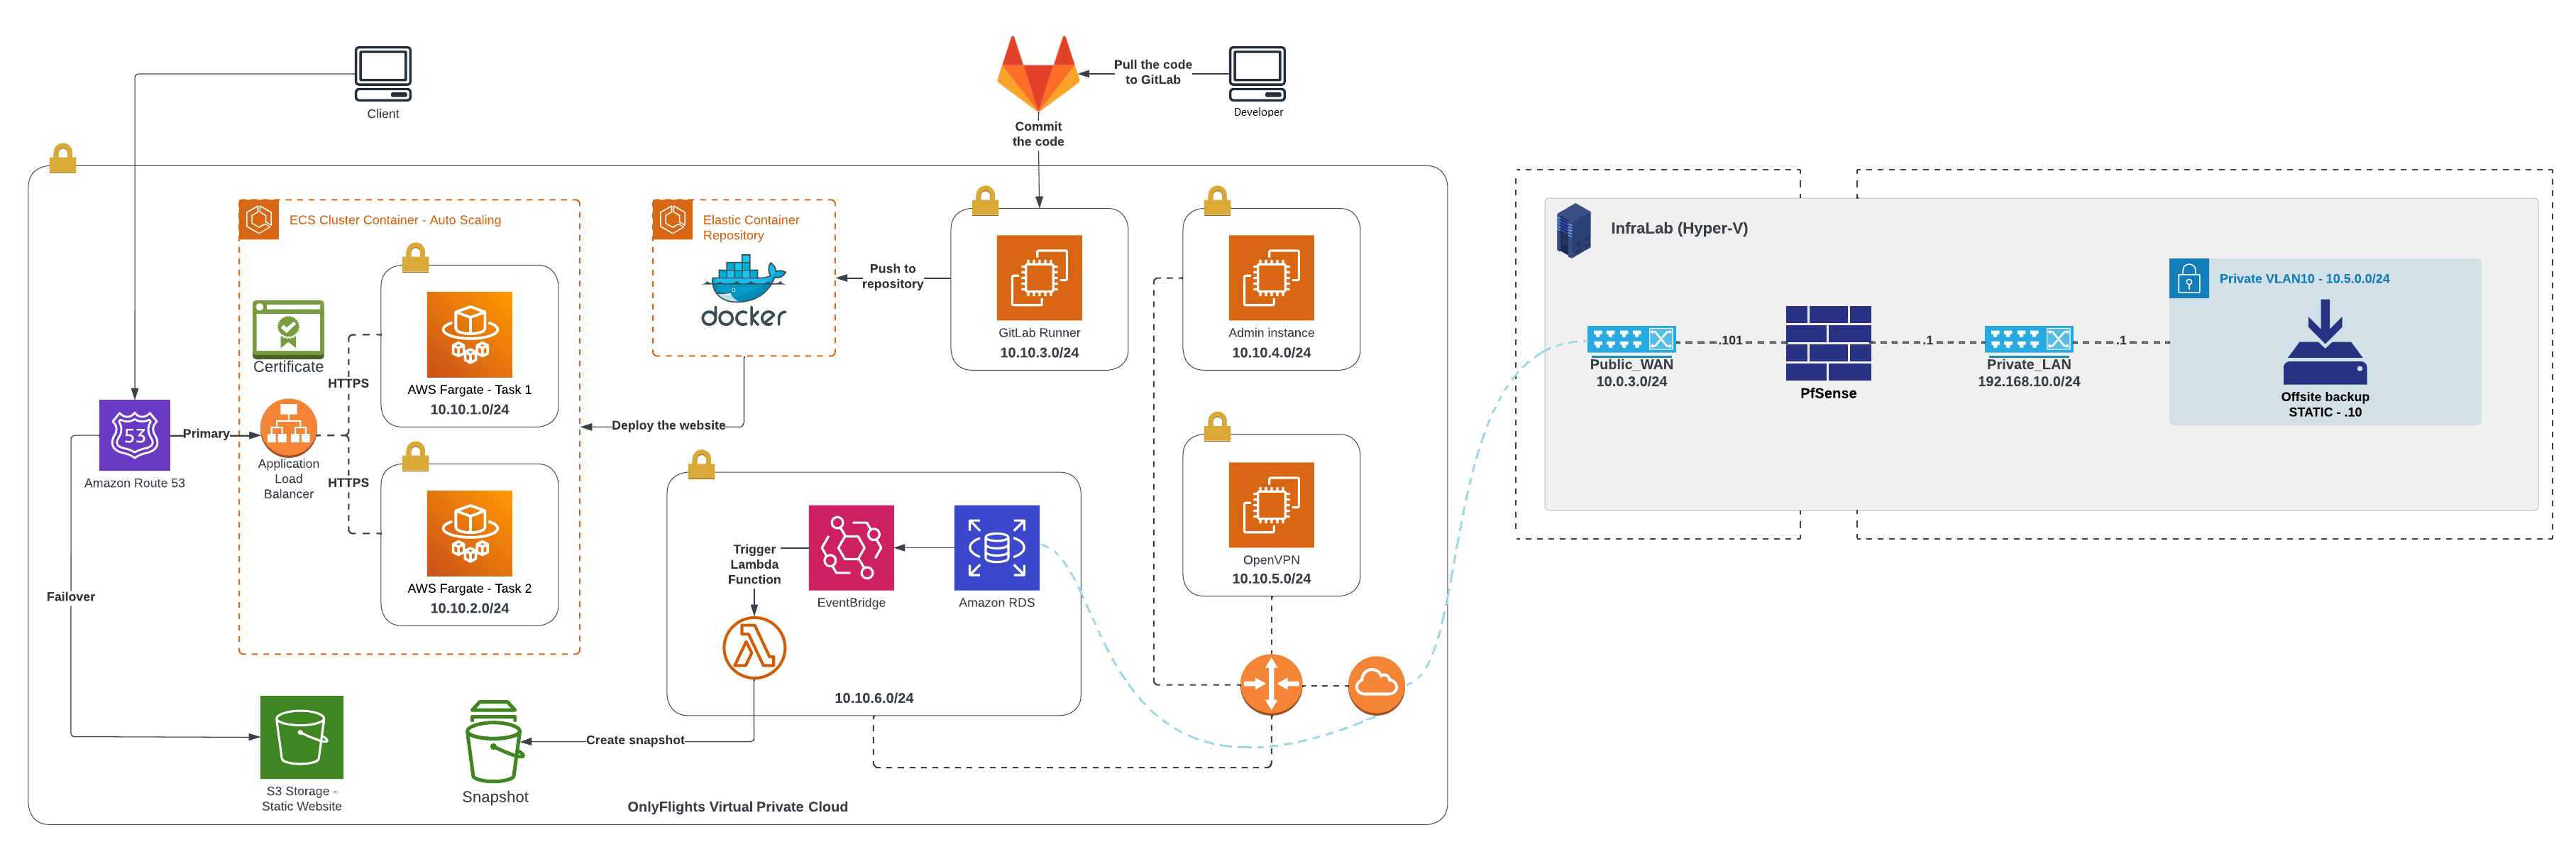 Client
Pull the code
to GitLab
Developer
Commit
the code
ECS Cluster Container - Auto Scaling
Elastic Container
Repository
docker
Push to
repository
GitLab Runner
10.10.3.0/24
Admin instance
10.10.4.0/24
Certificate
HTTPS
AWS Fargate - Task 1
10.10.1.0/24
53
Amazon Route 53
Primary
Application
Load
Balancer
HTTPS
AWS Fargate - Task 2
10.10.2.0/24
Deploy the website
Failover
Trigger
Lambda
Function
EventBridge
Amazon RDS
10.10.6.0/24
OpenVPN
10.10.5.0/24
Create snapshot
S3 Storage -
Static Website
Snapshot
OnlyFlights Virtual Private Cloud
InfraLab (Hyper-V)
Public_WAN
10.0.3.0/24
.101
PfSense
.1
Private_LAN
192.168.10.0/24
.1
Private VLAN10 - 10.5.0.0/24
Offsite backup
STATIC - .10